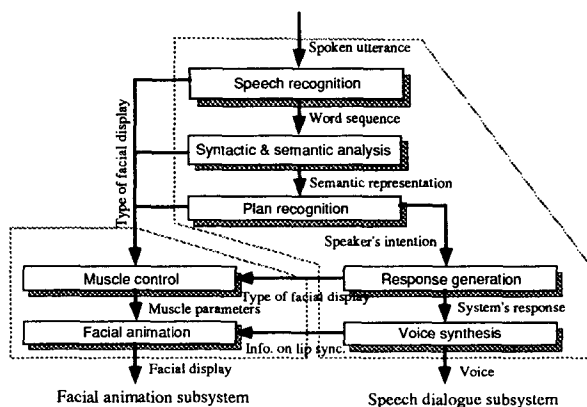 Spoken utterance
Speech recognition
Word sequence
Syntactic & semantic analysis
Semantic representation
Plan recognition
Type of facial display
Speaker's intention
Muscle control
Response generation
Type of facial display
Muscle parameters
System's response
Facial animation
Voice synthesis
Info. on lip sync.
Facial display
Voice
Facial animation subsystem
Speech dialogue subsystem